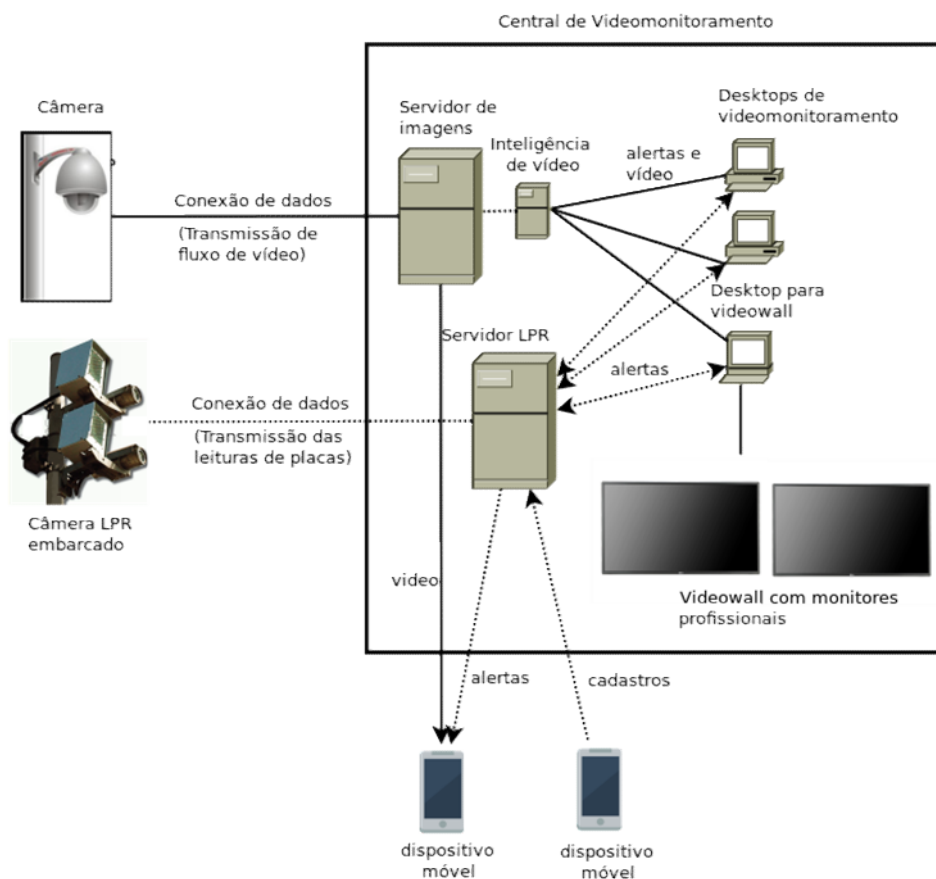 Central de Videomonitoramento
Câmera
Servidor de
imagens
Inteligência
de vídeo
Desktops de
videomonitoramento
alertas e
vídeo
Conexão de dados
(Transmissão de
fluxo de vídeo)
Desktop para
videowall
Servidor LPR
alertas
Conexão de dados
(Transmissão das
leituras de placas)
Câmera LPR
embarcado
Videowall com monitores
profissionais
video
alertas
cadastros
dispositivo
móvel
dispositivo
móvel